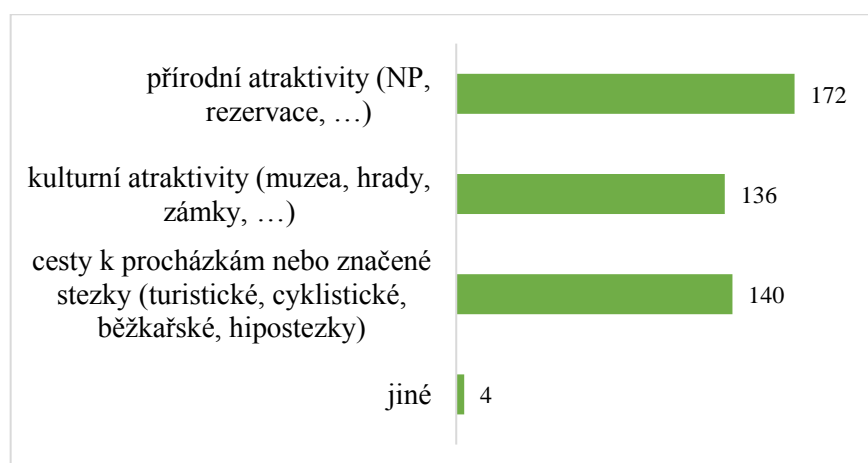 přírodní atraktivity (NP,
rezervace, …)
172
kulturní atraktivity (muzea, hrady,
zámky, …)
136
cesty k procházkám nebo značené
stezky (turistické, cyklistické,
běžkařské, hipostezky)
140
jiné
4